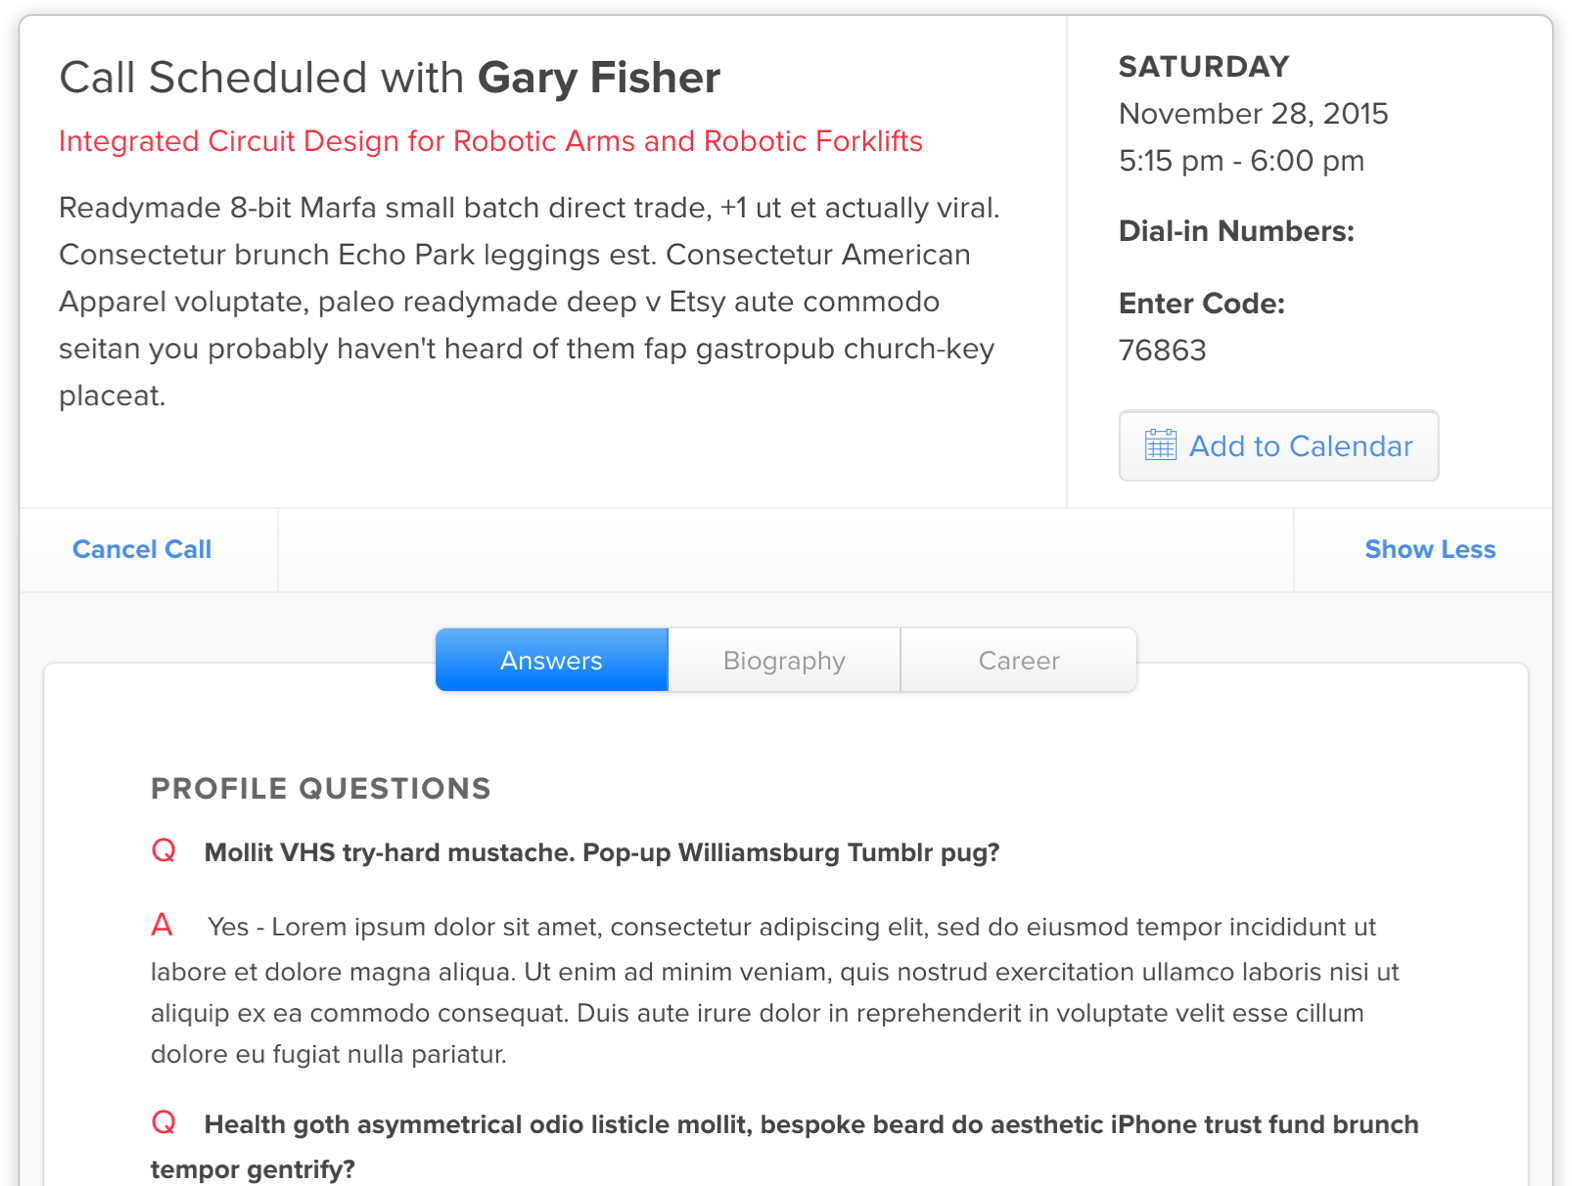 Call Scheduled with Gary Fisher
Integrated Circuit Design for Robotic Arms and Robotic Forklifts
Readymade 8-bit Marfa small batch direct trade, +1 ut et actually viral.
Consectetur brunch Echo Park leggings est. Consectetur American
Apparel voluptate, paleo readymade deep v Etsy aute commodo
seitan you probably haven't heard of them fap gastropub church-key
placeat.
SATURDAY
November 28, 2015
5:15 pm - 6:00 pm
Dial-in Numbers:
Enter Code:
76863
Add to Calendar
Cancel Call
Show Less
Answers
Biography
Career
PROFILE QUESTIONS
Q Mollit VHS try-hard mustache. Pop-up Williamsburg Tumblr pug?
A Yes - Lorem ipsum dolor sit amet, consectetur adipiscing elit, sed do eiusmod tempor incididunt ut
labore et dolore magna aliqua. Ut enim ad minim veniam, quis nostrud exercitation ullamco laboris nisi ut
aliquip ex ea commodo consequat. Duis aute irure dolor in reprehenderit in voluptate velit esse cillum
dolore eu fugiat nulla pariatur.
Q Health goth asymmetrical odio listicle mollit, bespoke beard do aesthetic iPhone trust fund brunch
tempor gentrify?